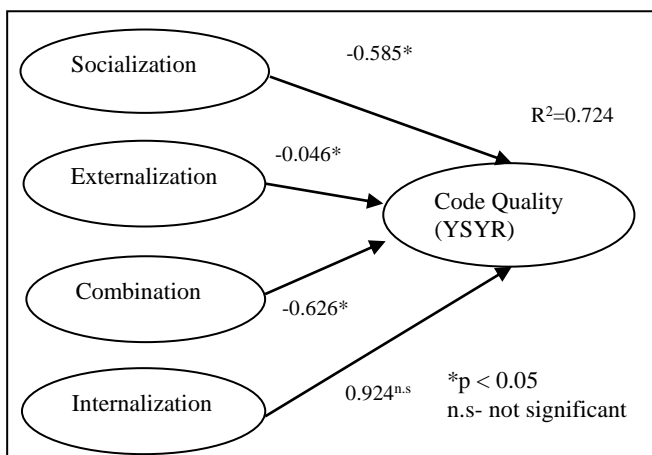 Socialization
-0.585*
R²=0.724
Externalization
-0.046*
Code Quality
(YSYR)
Combination
-0.626*
Internalization
0.924ⁿ·ˢ
*p < 0.05
n.s- not significant